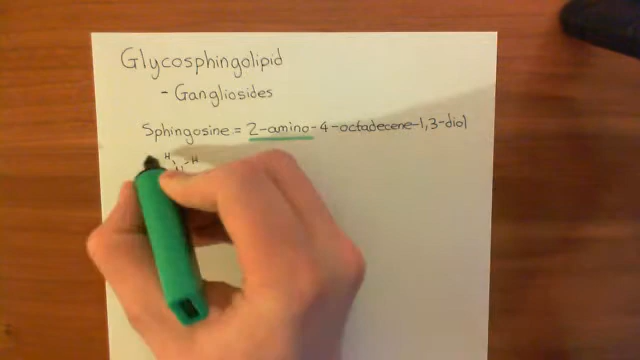 Glycosphingolipid
- Gangliosides
Sphingosine = 2-amino-4-octadecene-1,3-diol
H
N-H